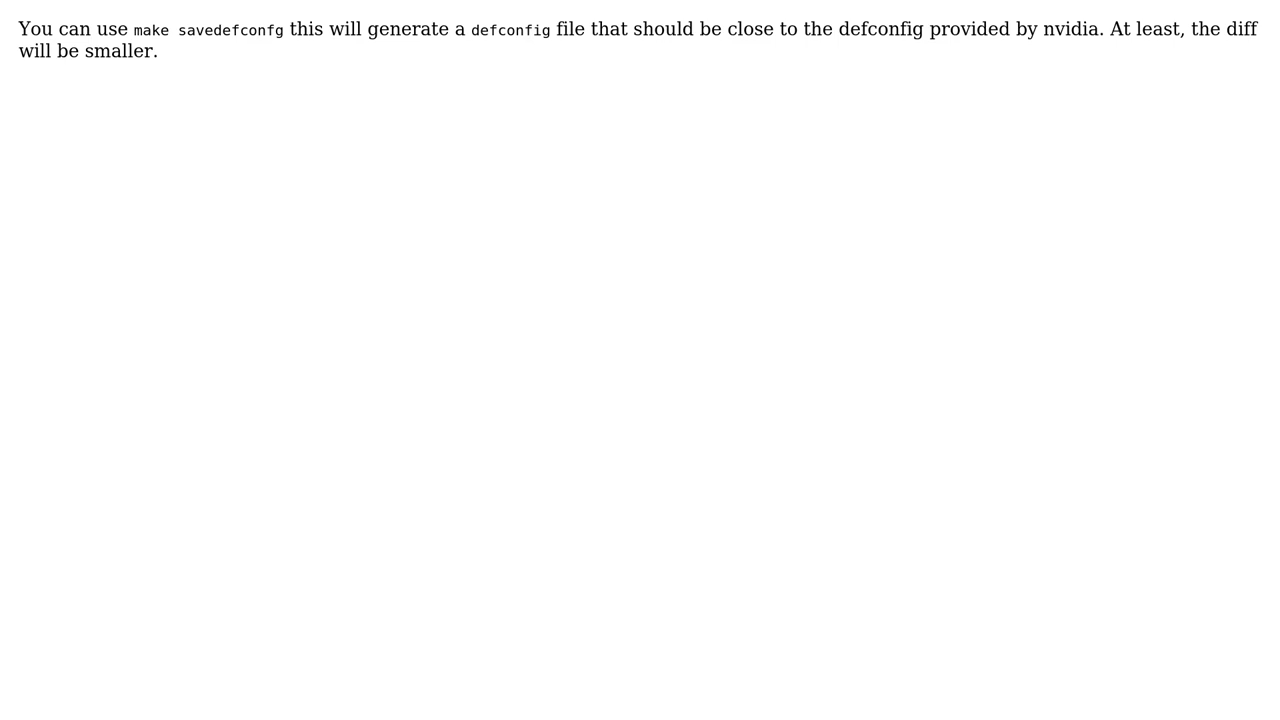 You can use make savedefconfg this will generate a defconfig file that should be close to the defconfig provided by nvidia. At least, the diff
will be smaller.